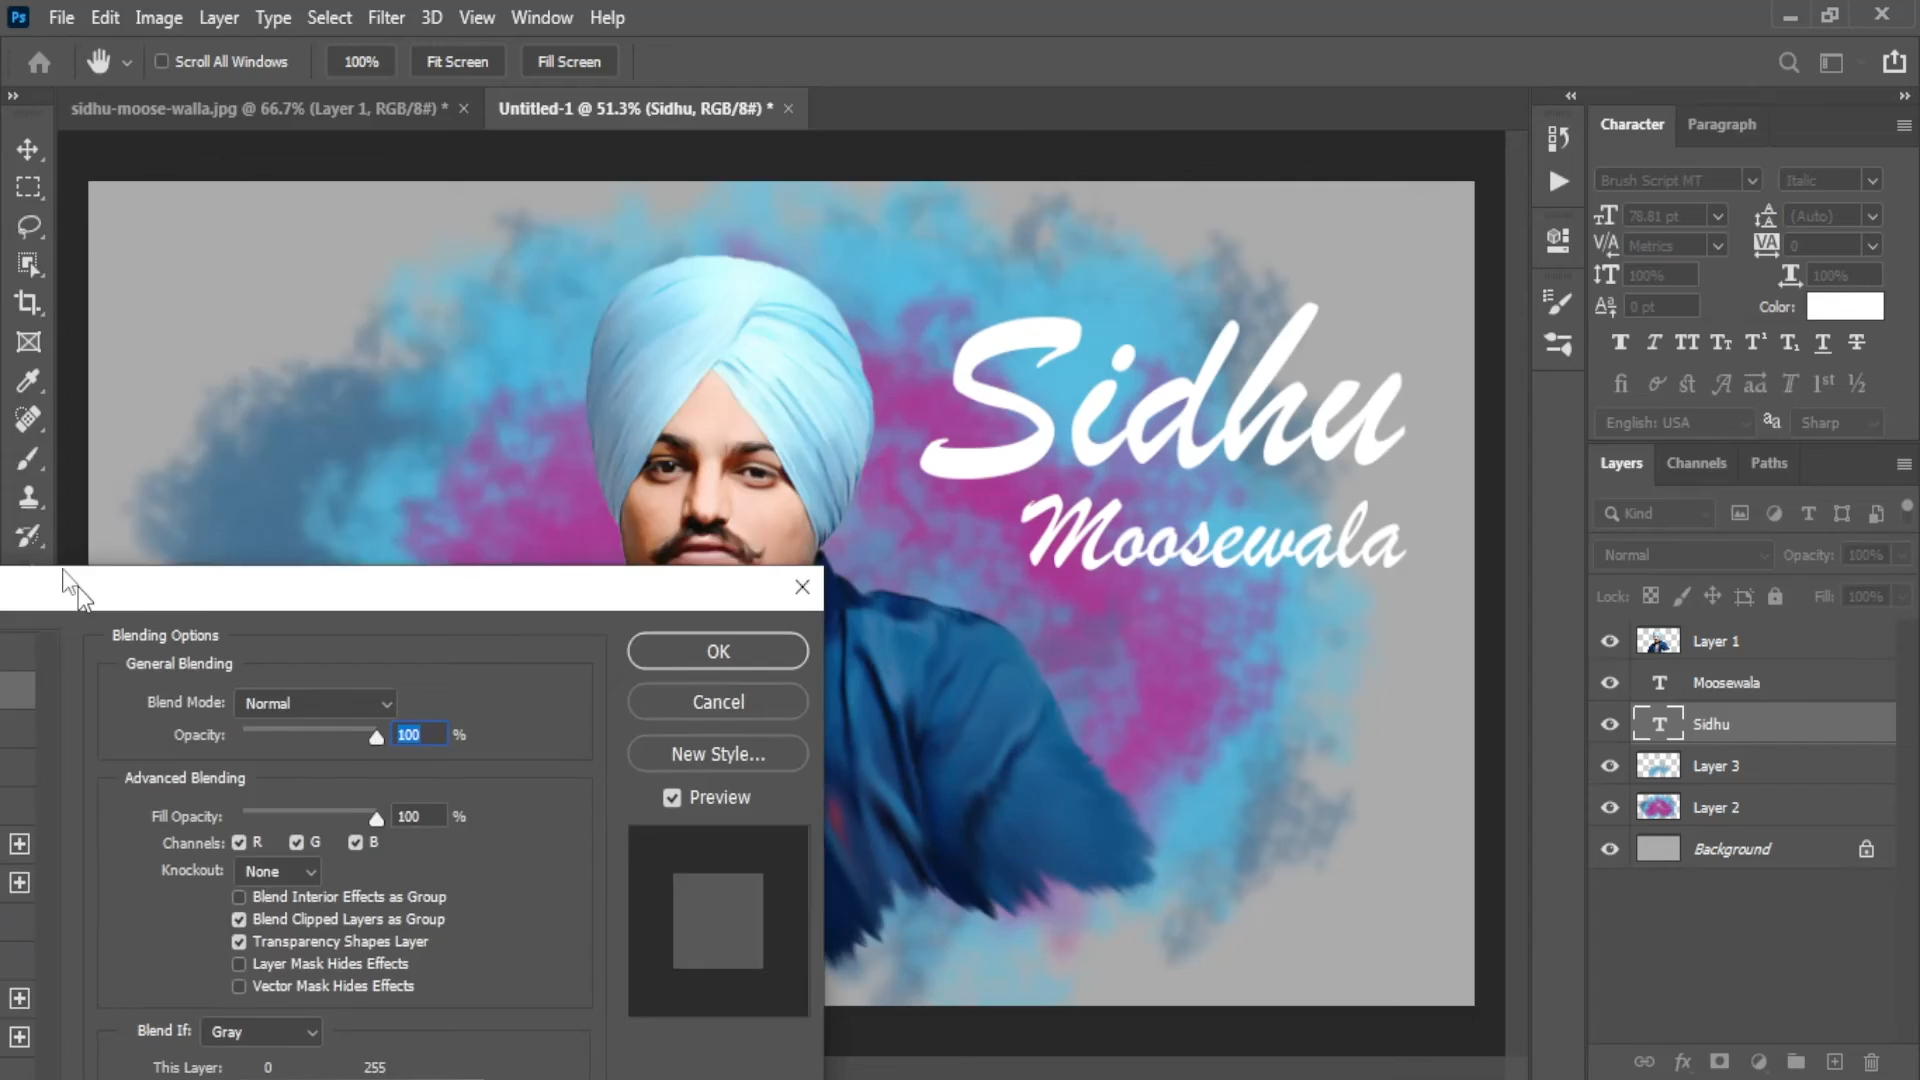 Ps File Edit Image Layer Type Select Filter 3D View Window Help
Scroll All Windows 100% Fit Screen Fill Screen
sidhu-moose-walla.jpg @ 66.7% (Layer 1, RGB/8#) * Untitled-1 @ 51.3% (Sidhu, RGB/8#) *
Character Paragraph
Brush Script MT Italic
78.81 pt (Auto)
Metrics 0
100% 100%
0 pt Color:
English: USA aa Sharp
Sidhu
Moosewala
Layers Channels Paths
Kind
Normal Opacity: 100%
Lock: Fill: 100%
Layer 1
Moosewala
Sidhu
Layer 3
Layer 2
Background
Blending Options
General Blending
Blend Mode: Normal
Opacity: 100 %
Advanced Blending
Fill Opacity: 100 %
Channels: R G B
Knockout: None
Blend Interior Effects as Group
Blend Clipped Layers as Group
Transparency Shapes Layer
Layer Mask Hides Effects
Vector Mask Hides Effects
Blend If: Gray
This Layer: 0 255
OK
Cancel
New Style...
Preview
fx